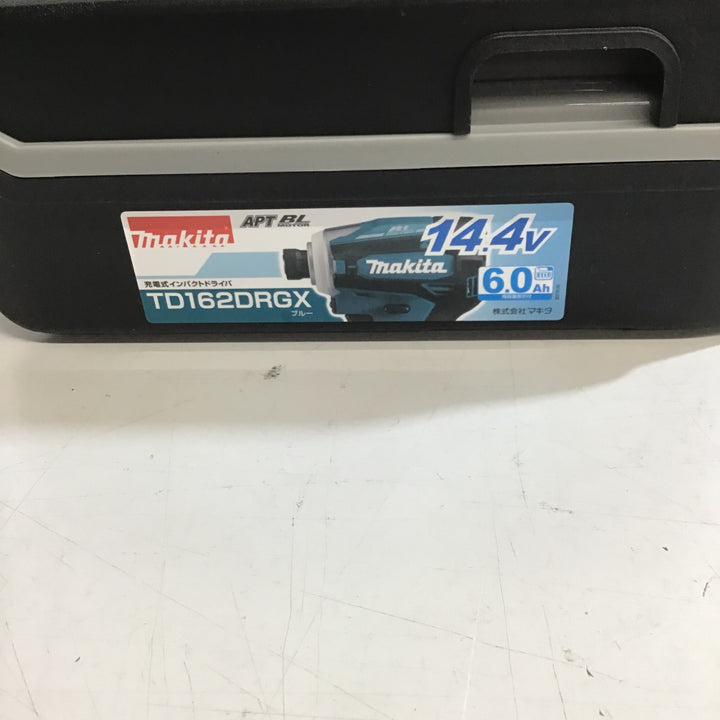 makita
APT BL
MOTOR
充電式インパクトドライバ
TD162DRGX
ブルー
BL
makita
14.4V
6.0Ah
株式会社マキタ